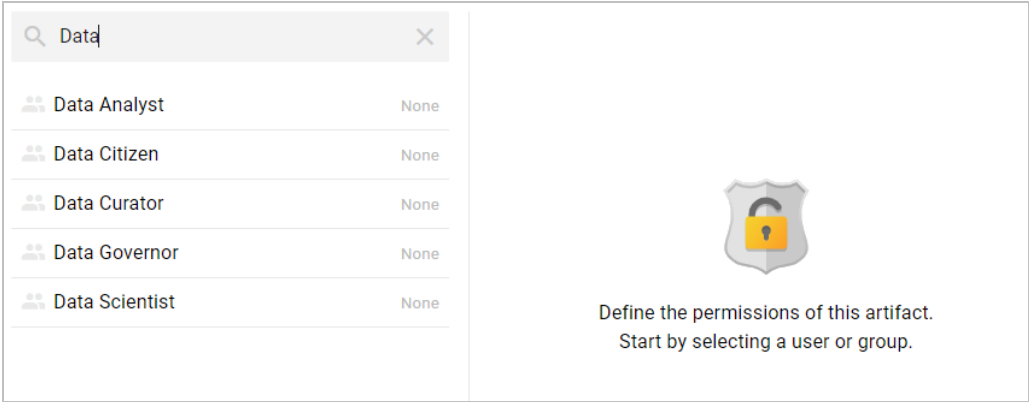 Data
Data Analyst None
Data Citizen None
Data Curator None
Data Governor None
Data Scientist None
Define the permissions of this artifact.
Start by selecting a user or group.